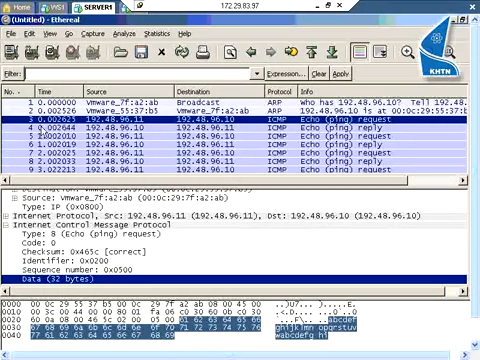 Home WS1 SERVER1 172.29.83.97
(Untitled) - Ethereal
File Edit View Go Capture Analyze Statistics Help
KHTN
Filter: Expression... Clear Apply
No. Time Source Destination Protocol Info
1 0.000000 Vmware_7f:a2:ab Broadcast ARP Who has 192.48.96.10? Tell 1
2 0.002526 Vmware_55:37:b5 Vmware_7f:a2:ab ARP 192.48.96.10 is at 00:0c:29:
3 0.002625 192.48.96.11 192.48.96.10 ICMP Echo (ping) request
4 0.002644 192.48.96.10 192.48.96.11 ICMP Echo (ping) reply
5 1.002010 192.48.96.11 192.48.96.10 ICMP Echo (ping) request
6 1.002019 192.48.96.10 192.48.96.11 ICMP Echo (ping) reply
7 2.002026 192.48.96.11 192.48.96.10 ICMP Echo (ping) request
8 2.002033 192.48.96.10 192.48.96.11 ICMP Echo (ping) reply
9 3.022213 192.48.96.11 192.48.96.10 ICMP Echo (ping) request
Source: Vmware_7f:a2:ab (00:0c:29:7f:a2:ab)
Type: IP (0x0800)
Internet Protocol, Src: 192.48.96.11 (192.48.96.11), Dst: 192.48.96.10 (192.48.96.10)
Internet Control Message Protocol
Type: 8 (Echo (ping) request)
Code: 0
Checksum: 0x465c [correct]
Identifier: 0x0200
Sequence number: 0x0500
Data (32 bytes)
0000 00 0c 29 55 37 b5 00 0c 29 7f a2 ab 08 00 45 00
0010 00 3c 00 44 00 00 80 01 fa 06 c0 30 60 0b c0 30
0020 60 0a 08 00 46 5c 02 00 05 00 61 62 63 64 65 66
0030 67 68 69 6a 6b 6c 6d 6e 6f 70 71 72 73 74 75 76 ghijklmn opqrstuv
0040 77 61 62 63 64 65 66 67 68 69 wabcdefg hi